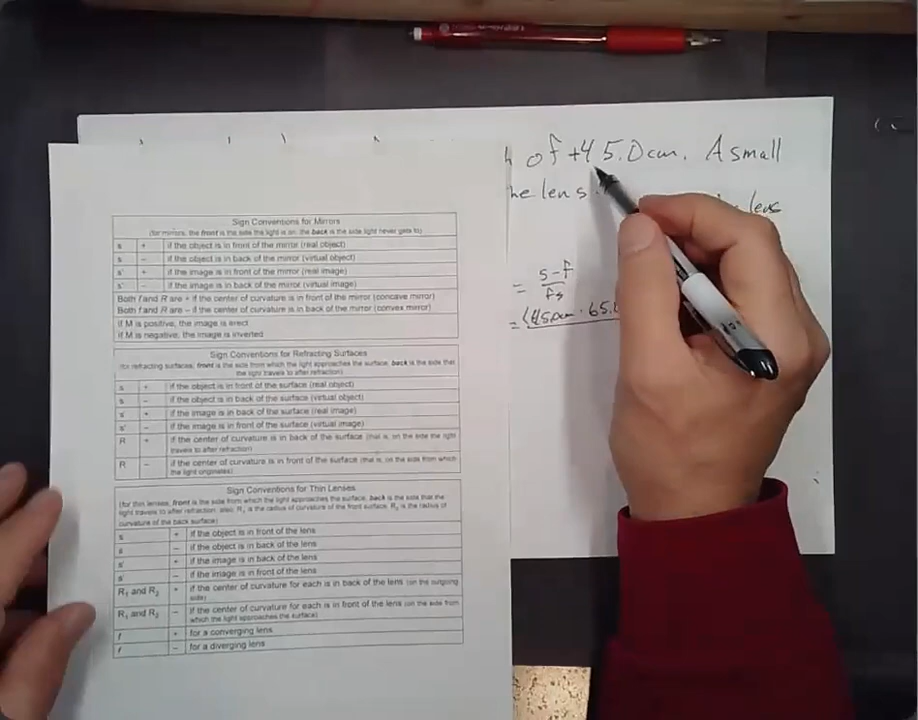 of +45.0cm. A small
he lens.
lens
= s-f
fs
Sign Conventions for Mirrors
(for mirrors, the front is the side the light is on, the back is the side light never gets to)
s + if the object is in front of the mirror (real object)
s – if the object is in back of the mirror (virtual object)
s' + if the image is in front of the mirror (real image)
s' – if the image is in back of the mirror (virtual image)
Both f and R are + if the center of curvature is in front of the mirror (concave mirror)
Both f and R are – if the center of curvature is in back of the mirror (convex mirror)
If M is positive, the image is erect
If M is negative, the image is inverted
Sign Conventions for Refracting Surfaces
(for refracting surfaces, front is the side from which the light approaches the surface, back is the side that
the light travels to after refraction)
s + if the object is in front of the surface (real object)
s – if the object is in back of the surface (virtual object)
s' + if the image is in back of the surface (real image)
s' – if the image is in front of the surface (virtual image)
R + if the center of curvature is in back of the surface (that is, on the side the light
travels to after refraction)
R – if the center of curvature is in front of the surface (that is, on the side from which
the light originates)
Sign Conventions for Thin Lenses
(for thin lenses, front is the side from which the light approaches the surface, back is the side that the
light travels to after refraction; also, R₁ is the radius of curvature of the front surface, R₂ is the radius of
curvature of the back surface)
s + if the object is in front of the lens
s – if the object is in back of the lens
s' + if the image is in back of the lens
s' – if the image is in front of the lens
R₁ and R₂ + if the center of curvature for each is in back of the lens (on the outgoing
side)
R₁ and R₂ – if the center of curvature for each is in front of the lens (on the side from
which the light approaches the surface)
f + for a converging lens
f – for a diverging lens